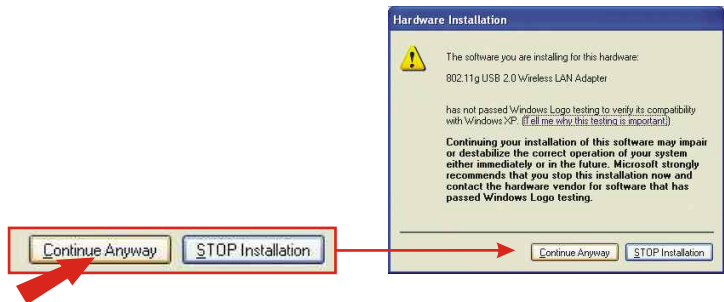 Hardware Installation
The software you are installing for this hardware:
802.11g USB 2.0 Wireless LAN Adapter
has not passed Windows Logo testing to verify its compatibility
with Windows XP. (Tell me why this testing is important.)
Continuing your installation of this software may impair
or destabilize the correct operation of your system
either immediately or in the future. Microsoft strongly
recommends that you stop this installation now and
contact the hardware vendor for software that has
passed Windows Logo testing.
Continue Anyway STOP Installation
Continue Anyway STOP Installation